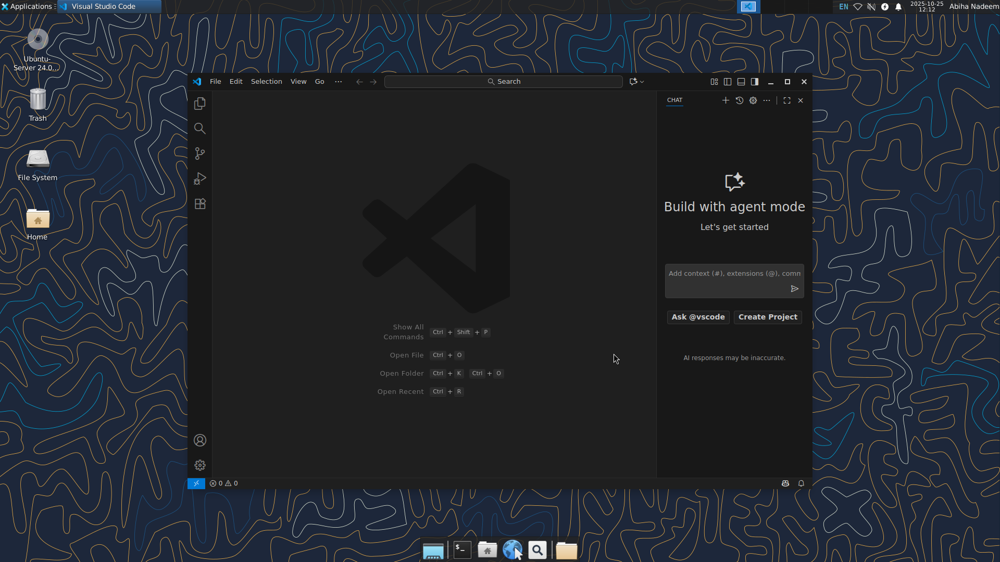 Applications
Visual Studio Code
EN
2025-10-25
12:12
Abiha Nadeem
Ubuntu-
Server 24.0...
Trash
File System
Home
File Edit Selection View Go ...
Search
CHAT
Build with agent mode
Let's get started
Add context (#), extensions (@), comm
Ask @vscode Create Project
AI responses may be inaccurate.
Show All
Commands
Ctrl + Shift + P
Open File Ctrl + O
Open Folder Ctrl + K Ctrl + O
Open Recent Ctrl + R
0 0
$_